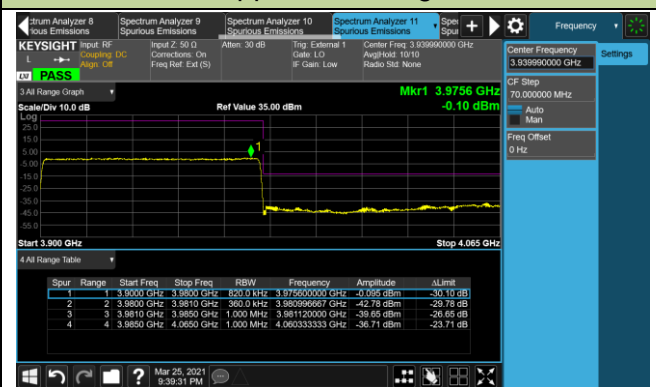 ctrum Analyzer 8
rious Emissions
Spectrum Analyzer 9
Spurious Emissions
Spectrum Analyzer 10
Spurious Emissions
Spectrum Analyzer 11
Spurious Emissions
Spec
Spur
Frequency
KEYSIGHT
L
LXI
PASS
Input: RF
Coupling: DC
Align: Off
Input Z: 50 Ω
Corrections: On
Freq Ref: Ext (S)
Atten: 30 dB
Trig: External 1
Gate: LO
IF Gain: Low
Center Freq: 3.939990000 GHz
Avg|Hold: 10/10
Radio Std: None
Center Frequency
3.939990000 GHz
Settings
CF Step
70.000000 MHz
Auto
Man
Freq Offset
0 Hz
3 All Range Graph
Mkr1 3.9756 GHz
Scale/Div 10.0 dB
Ref Value 35.00 dBm
-0.10 dBm
Log
25.0
15.0
5.00
-5.00
-15.0
-25.0
-35.0
-45.0
-55.0
1
Start 3.900 GHz
Stop 4.065 GHz
4 All Range Table
Spur Range Start Freq Stop Freq RBW Frequency Amplitude ΔLimit
1 1 3.9000 GHz 3.9800 GHz 820.0 kHz 3.975600000 GHz -0.095 dBm -30.10 dB
2 2 3.9800 GHz 3.9810 GHz 360.0 kHz 3.980996667 GHz -42.78 dBm -29.78 dB
3 3 3.9810 GHz 3.9850 GHz 1.000 MHz 3.981120000 GHz -39.65 dBm -26.65 dB
4 4 3.9850 GHz 4.0650 GHz 1.000 MHz 4.060333333 GHz -36.71 dBm -23.71 dB
?
Mar 25, 2021
9:39:31 PM